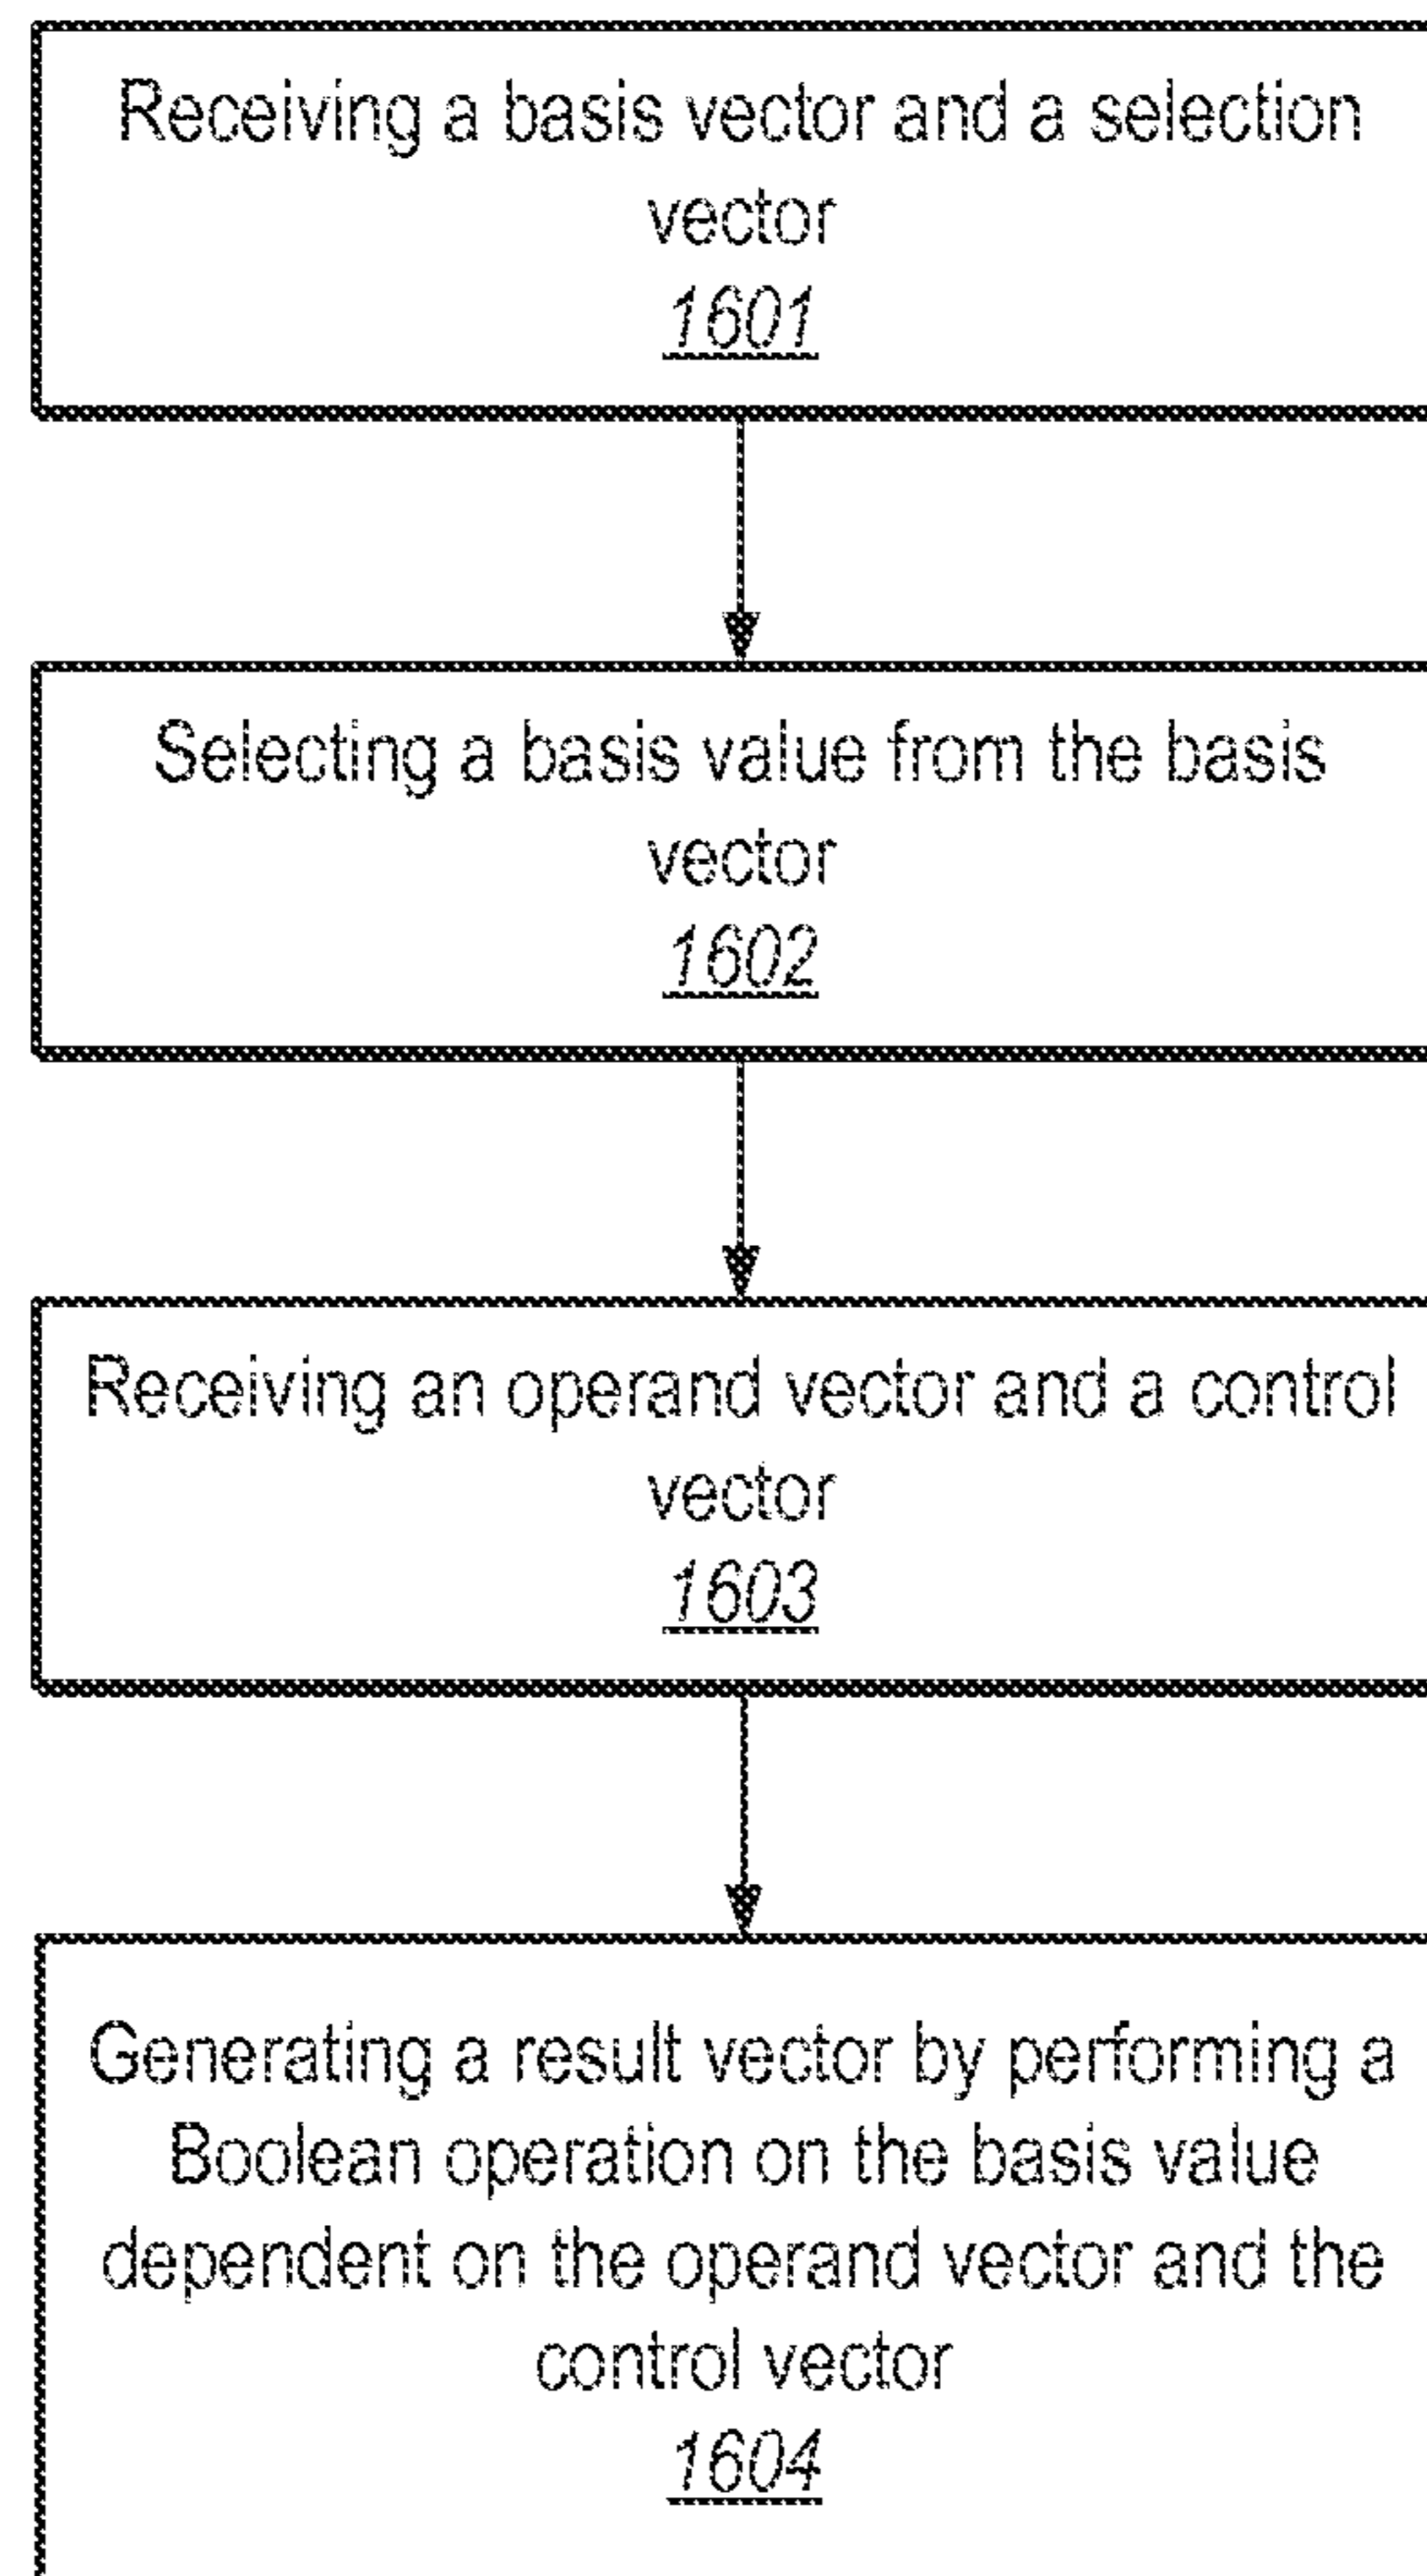 Receiving a basis vector and a selection
vector
1601
Selecting a basis value from the basis
vector
1602
Receiving an operand vector and a control
vector
1603
Generating a result vector by performing a
Boolean operation on the basis value
dependent on the operand vector and the
control vector
1604